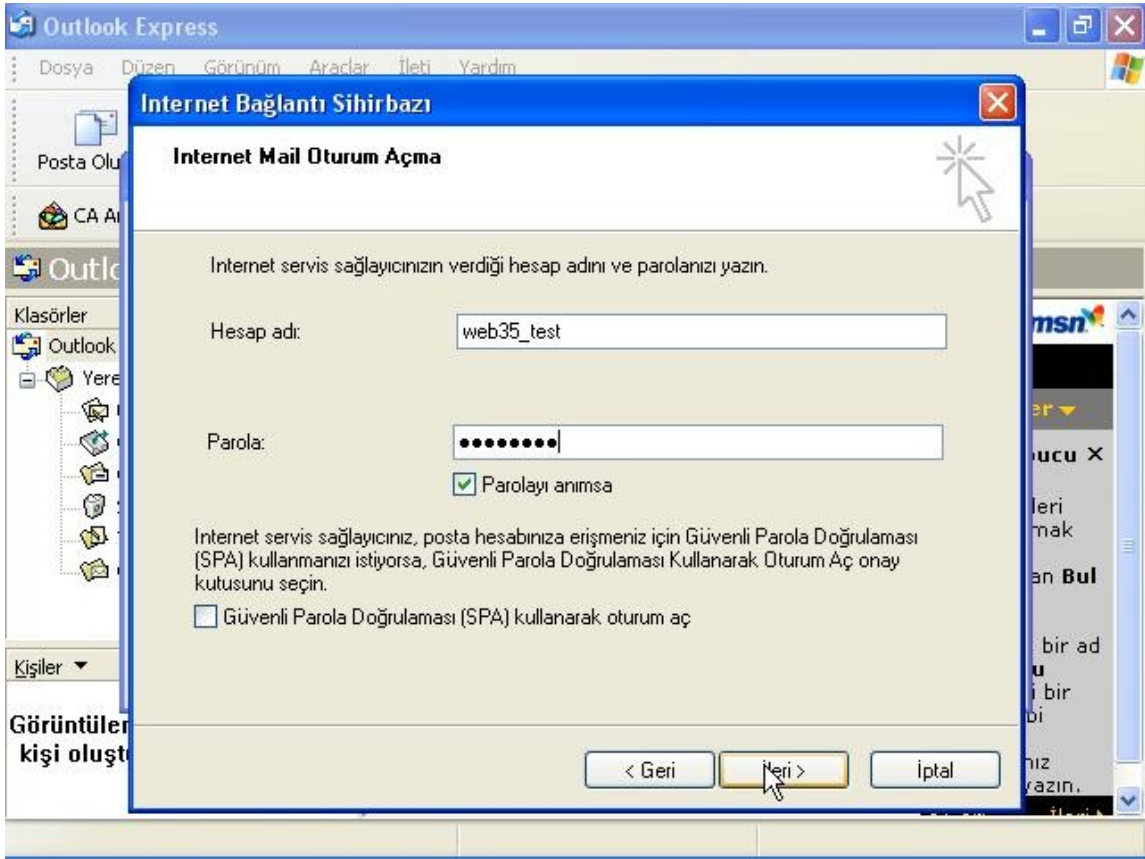 Outlook Express
Dosya Düzen Görünüm Araçlar İleti Yardım
Internet Bağlantı Sihirbazı
Posta Olu
Internet Mail Oturum Açma
CA
Outlo
Internet servis sağlayıcınızın verdiği hesap adını ve parolanızı yazın.
Klasörler
msn
Hesap adı:
web35_test
Outlook
Yere
Parola:
••••••••
ucu X
Parolayı anımsa
leri
mak
Internet servis sağlayıcınız, posta hesabınıza erişmeniz için Güvenli Parola Doğrulaması
(SPA) kullanmanızı istiyorsa, Güvenli Parola Doğrulaması Kullanarak Oturum Aç onay
kutusunu seçin.
an Bul
Güvenli Parola Doğrulaması (SPA) kullanarak oturum aç
bir ad
Kişiler
u
i bir
Görüntülen
kişi oluştu
< Geri
İleri >
İptal
nız
yazın.